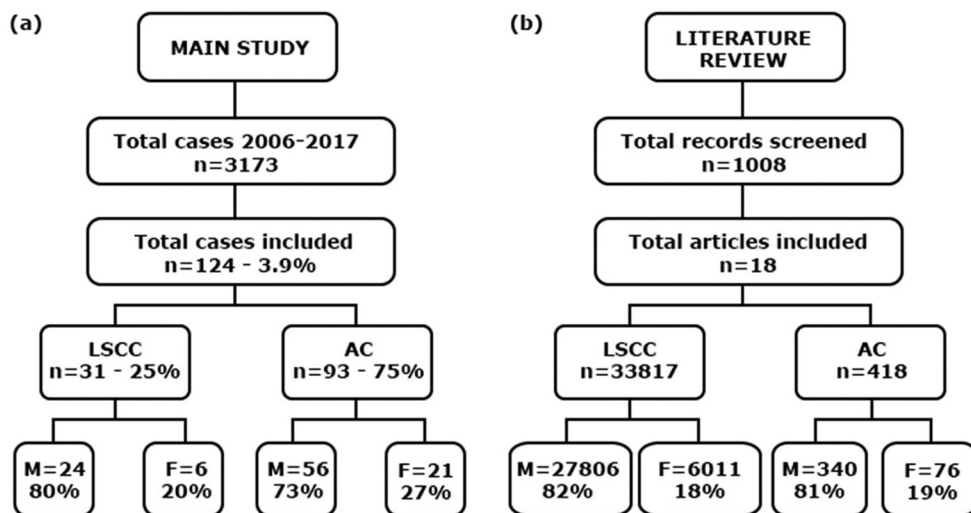 (a)
MAIN STUDY
Total cases 2006-2017
n=3173
Total cases included
n=124 - 3.9%
LSCC
n=31 - 25%
AC
n=93 - 75%
M=24
80%
F=6
20%
M=56
73%
F=21
27%
(b)
LITERATURE
REVIEW
Total records screened
n=1008
Total articles included
n=18
LSCC
n=33817
AC
n=418
M=27806
82%
F=6011
18%
M=340
81%
F=76
19%